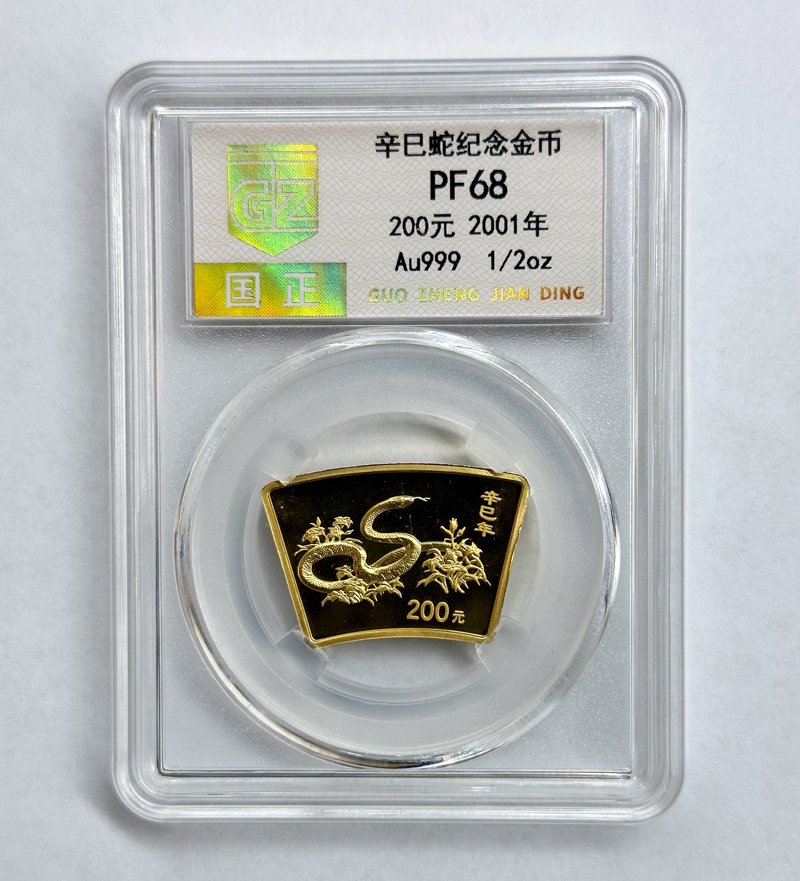 辛巳蛇纪念金币
PF68
200元 2001年
Au999 1/2oz
GZ
国正
GUO ZHENG JIAN DING
辛巳年
200元